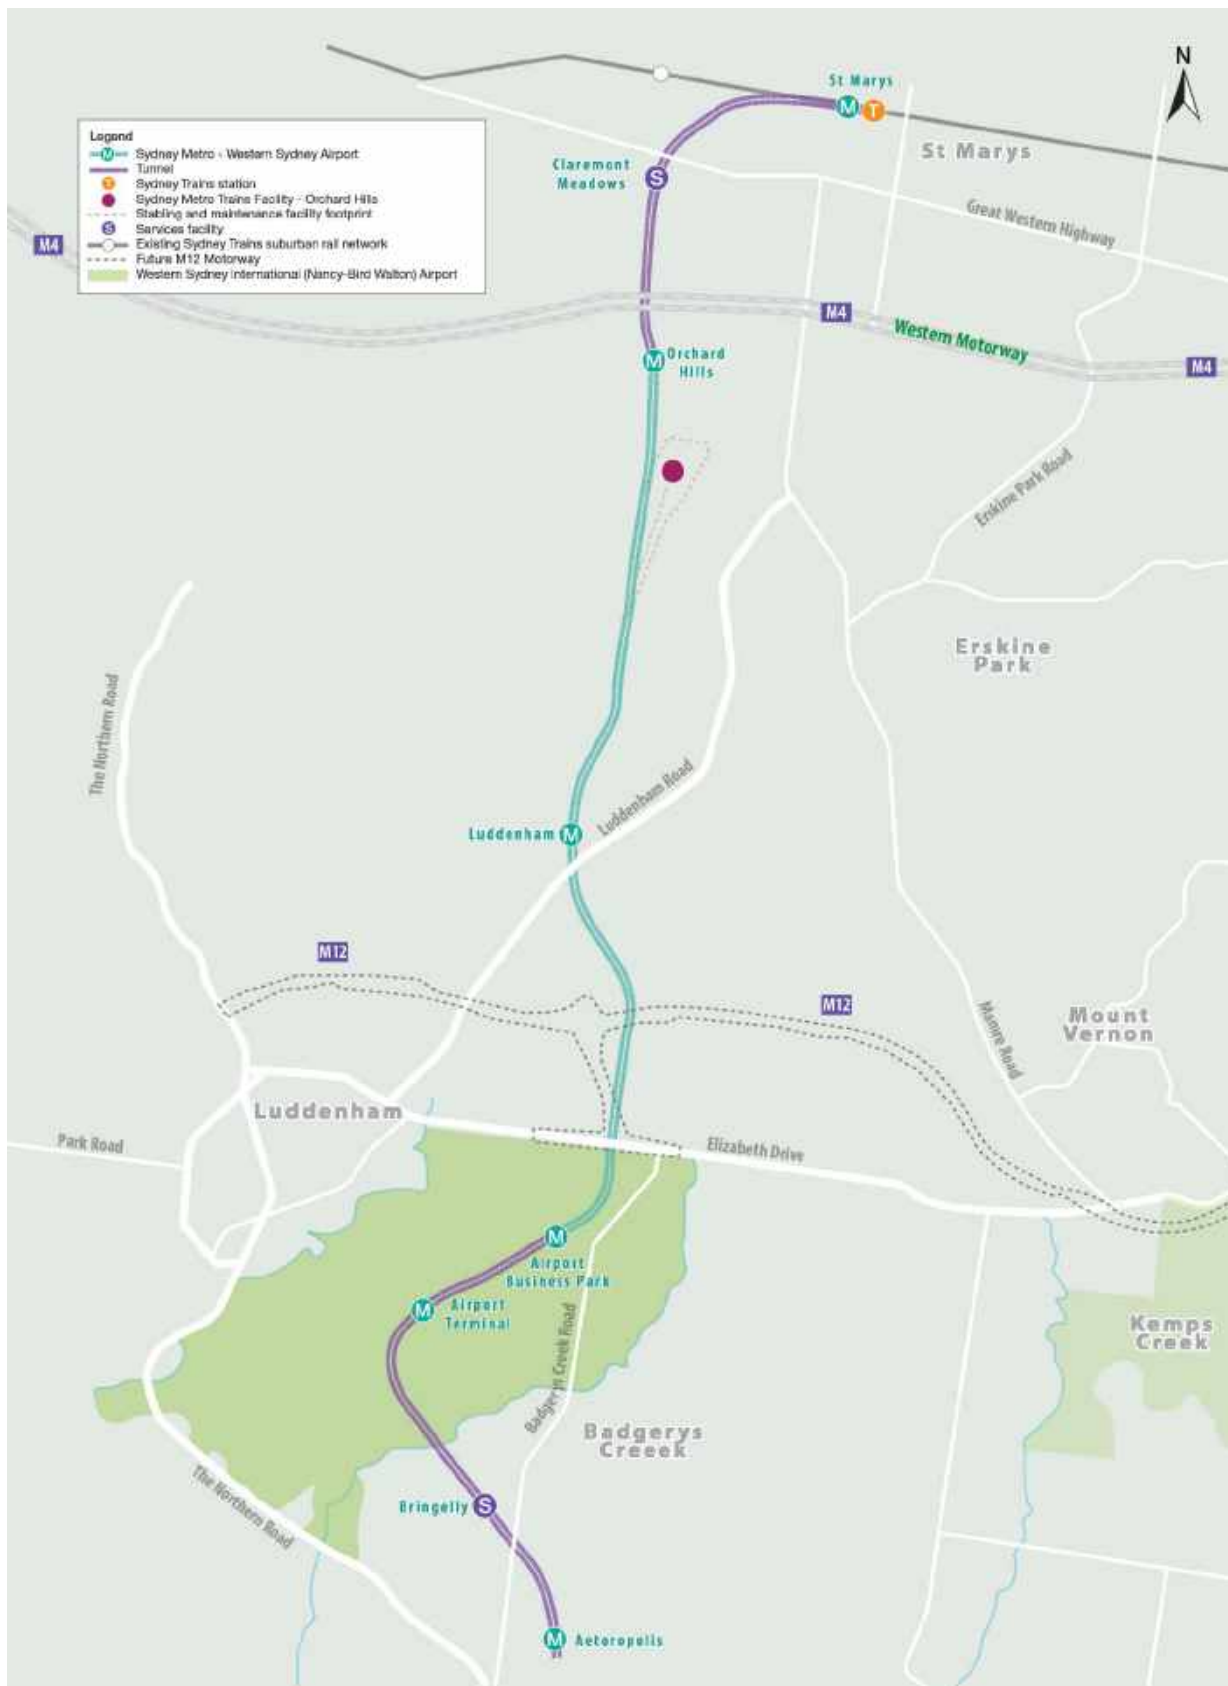 N
St Marys
M
T
St Marys
Legend
M
Sydney Metro - Western Sydney Airport
Tunnel
T
Sydney Trains station
Sydney Metro Trains Facility - Orchard Hills
Stabling and maintenance facility footprint
S
Services facility
Existing Sydney Trains suburban rail network
Future M12 Motorway
Western Sydney International (Nancy-Bird Walton) Airport
Claremont
Meadows
S
Great Western Highway
M4
M4
Western Motorway
M4
M
Orchard
Hills
Erskine Park Road
Erskine
Park
The Northern Road
Luddenham Road
Luddenham
M
M12
M12
Mamre Road
Mount
Vernon
Luddenham
Park Road
Elizabeth Drive
M
Airport
Business Park
M
Airport
Terminal
Badgerys Creek Road
Kemps
Creek
Badgerys
Creeek
The Northern Road
Bringelly
S
M
Aetoropolis